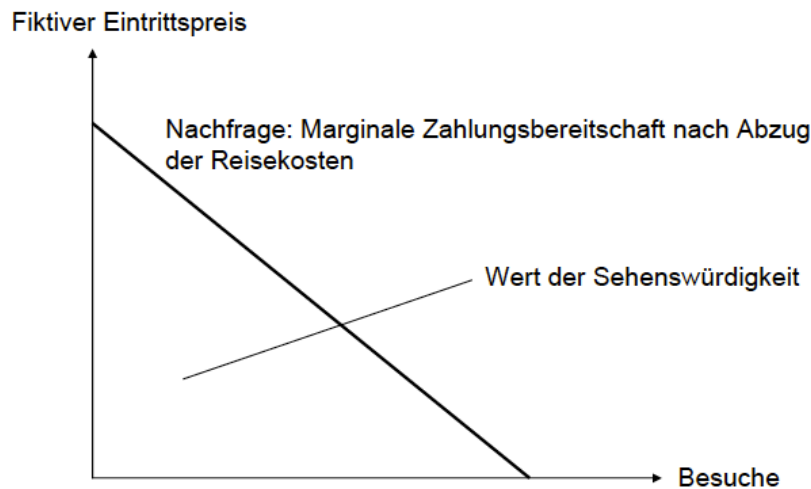 Fiktiver Eintrittspreis
Nachfrage: Marginale Zahlungsbereitschaft nach Abzug
der Reisekosten
Wert der Sehenswürdigkeit
Besuche